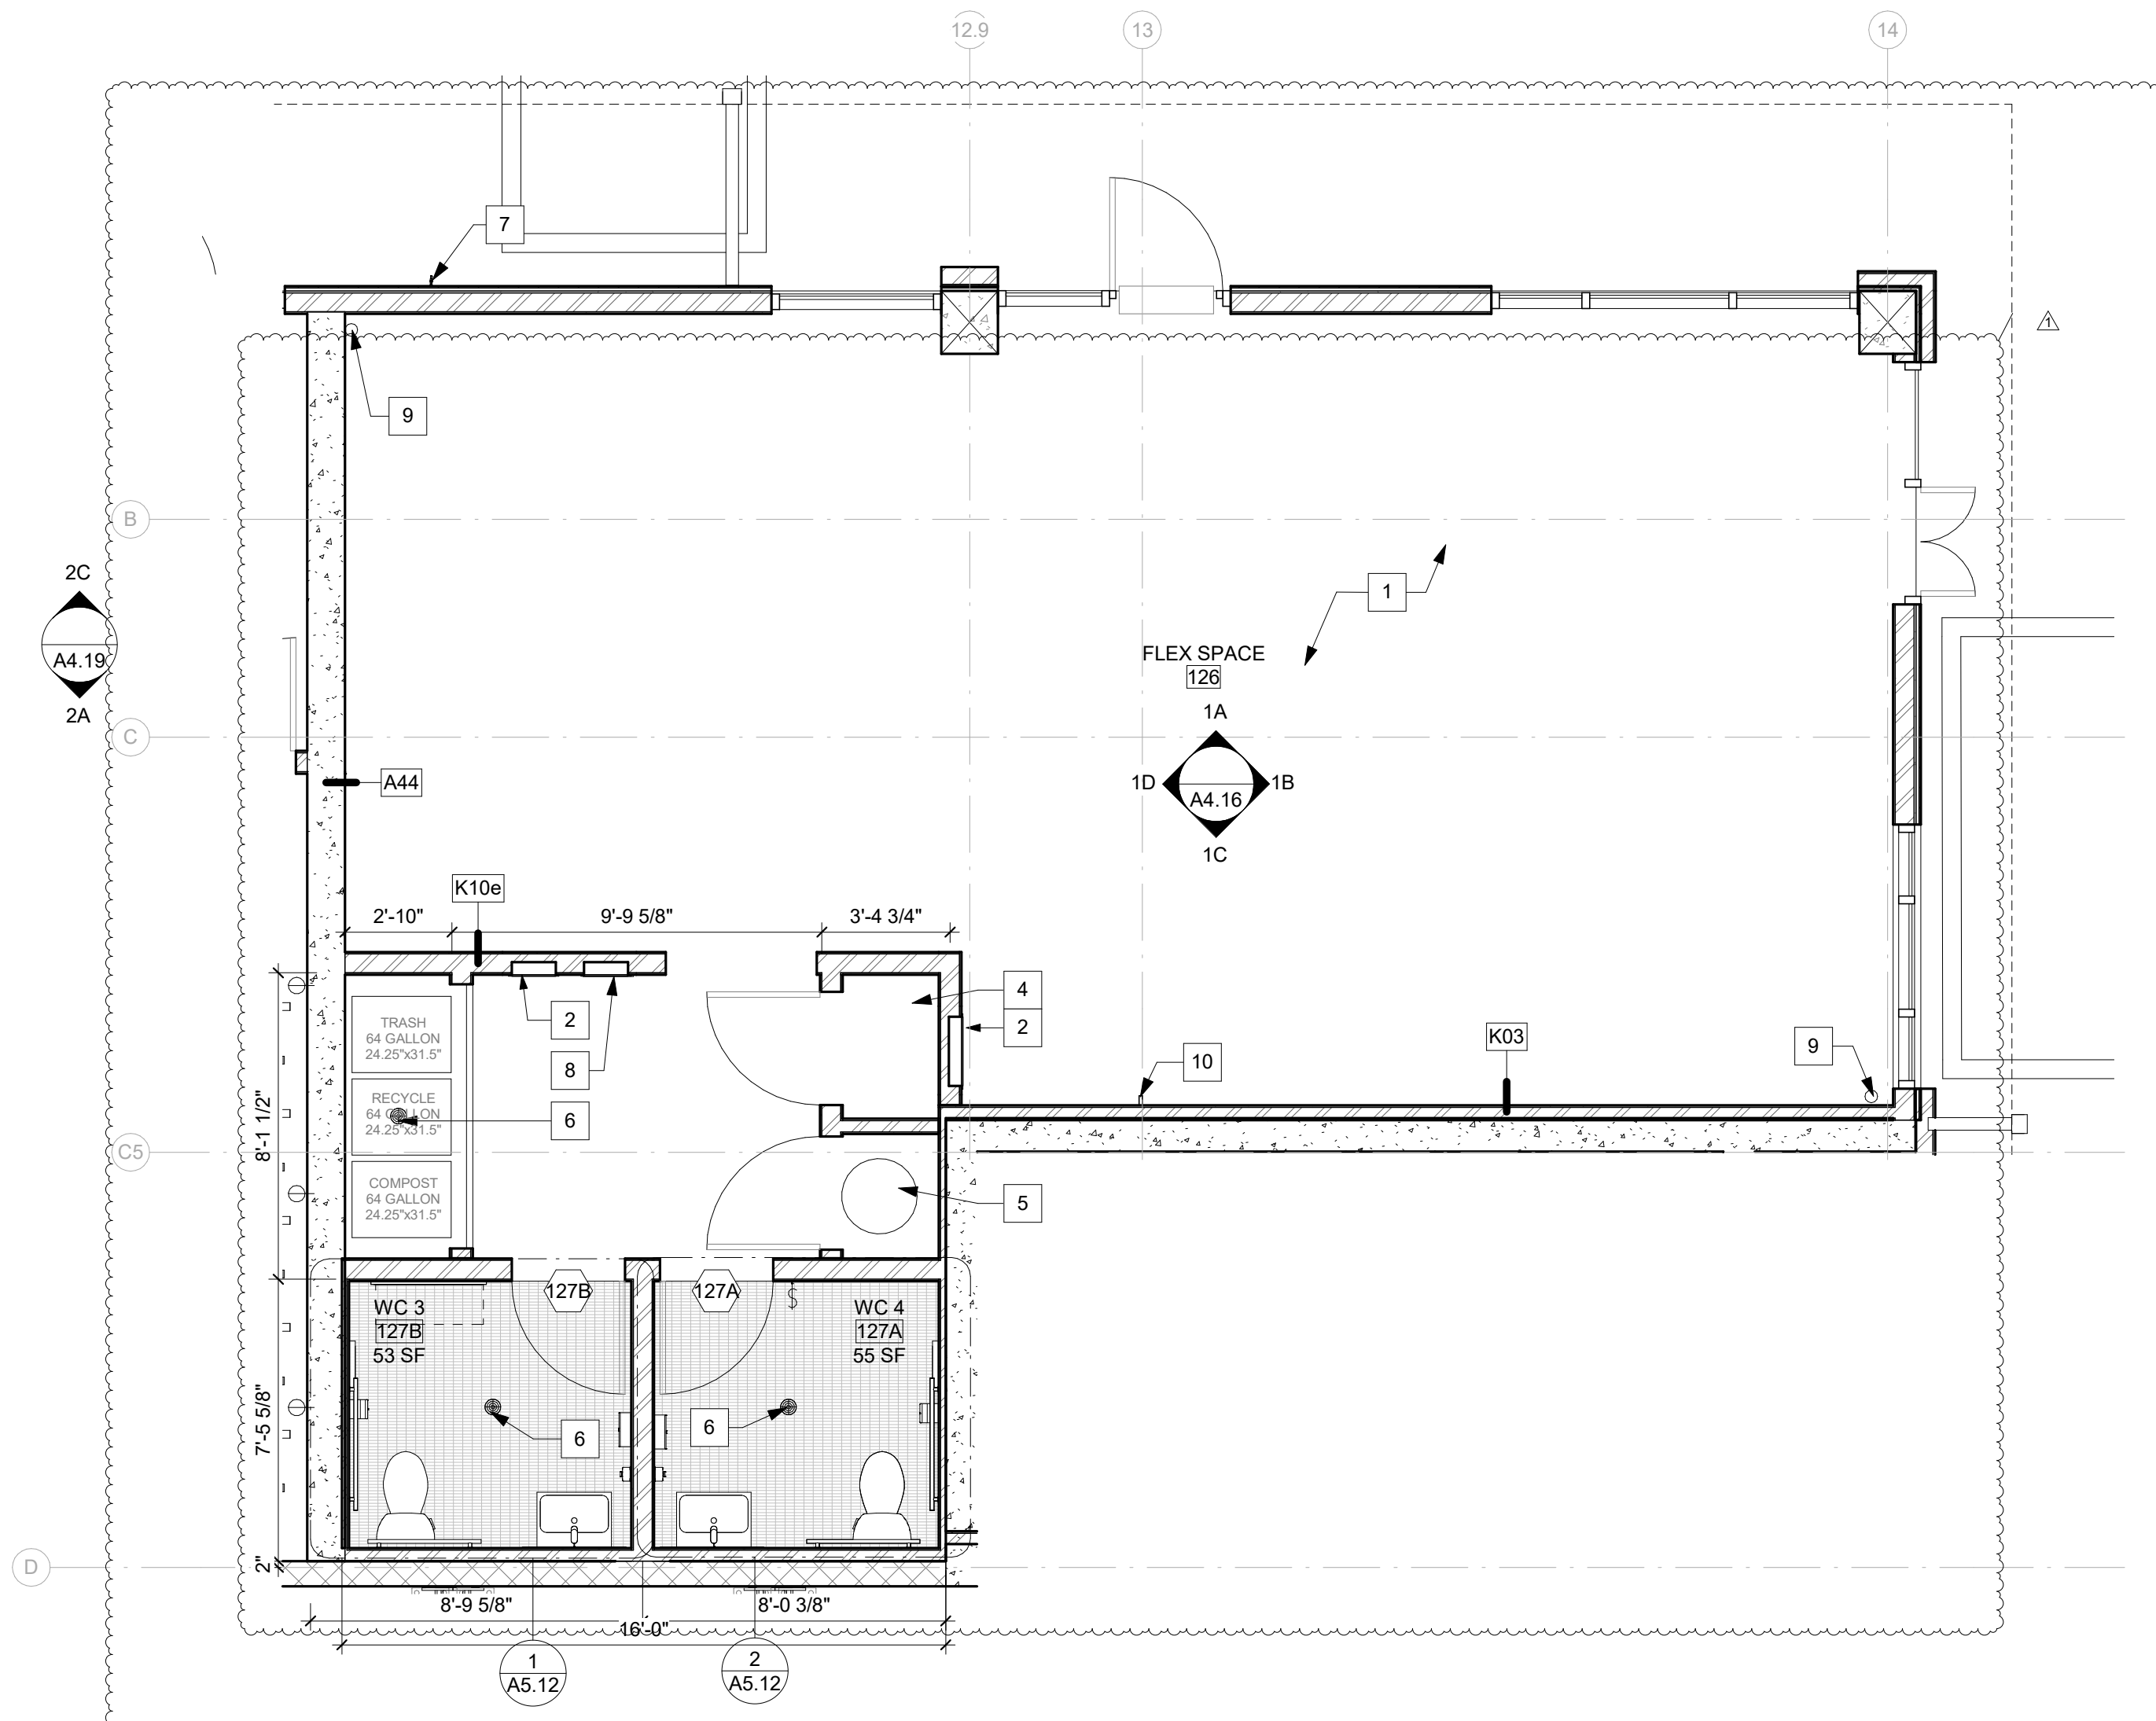 12.9
13
14
7
1
9
B
1
2C
A4.19
2A
FLEX SPACE
126
1A
C
1D
1B
A4.16
1C
A44
K10e
2'-10"
9'-9 5/8"
3'-4 3/4"
4
2
2
8
6
10
K03
9
TRASH
64 GALLON
24.25"x31.5"
RECYCLE
64 GALLON
24.25"x31.5"
COMPOST
64 GALLON
24.25"x31.5"
8'-1 1/2"
C5
5
127B
127A
WC 3
127B
53 SF
WC 4
127A
55 SF
$
7'-5 5/8"
6
6
D
2"
8'-9 5/8"
8'-0 3/8"
16'-0"
1
A5.12
2
A5.12